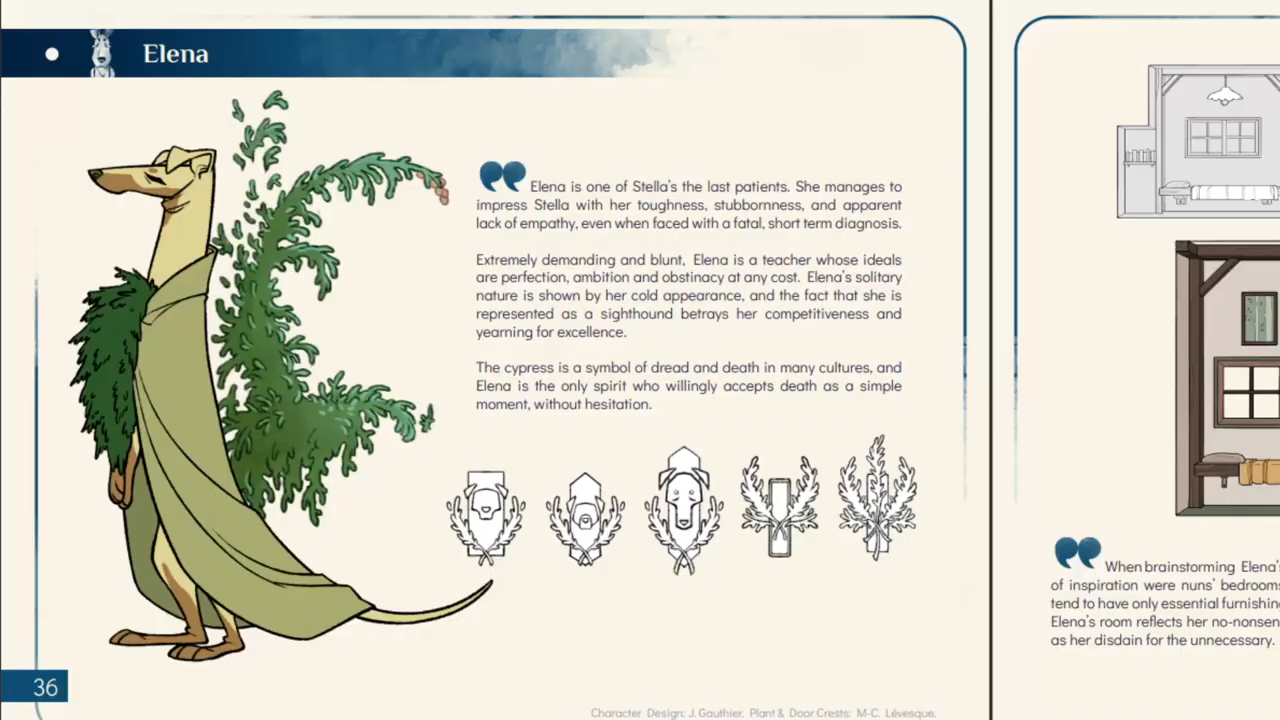 Elena
Elena is one of Stella's the last patients. She manages to
impress Stella with her toughness, stubbornness, and apparent
lack of empathy, even when faced with a fatal, short term diagnosis.
Extremely demanding and blunt, Elena is a teacher whose ideals
are perfection, ambition and obstinacy at any cost. Elena's solitary
nature is shown by her cold appearance, and the fact that she is
represented as a sighthound betrays her competitiveness and
yearning for excellence.
The cypress is a symbol of dread and death in many cultures, and
Elena is the only spirit who willingly accepts death as a simple
moment, without hesitation.
36
Character Design: J. Gauthier. Plant & Door Crests: M-C. Lévesque.
When brainstorming Elena's
of inspiration were nuns' bedrooms
tend to have only essential furnishing
Elena's room reflects her no-nonsen
as her disdain for the unnecessary.